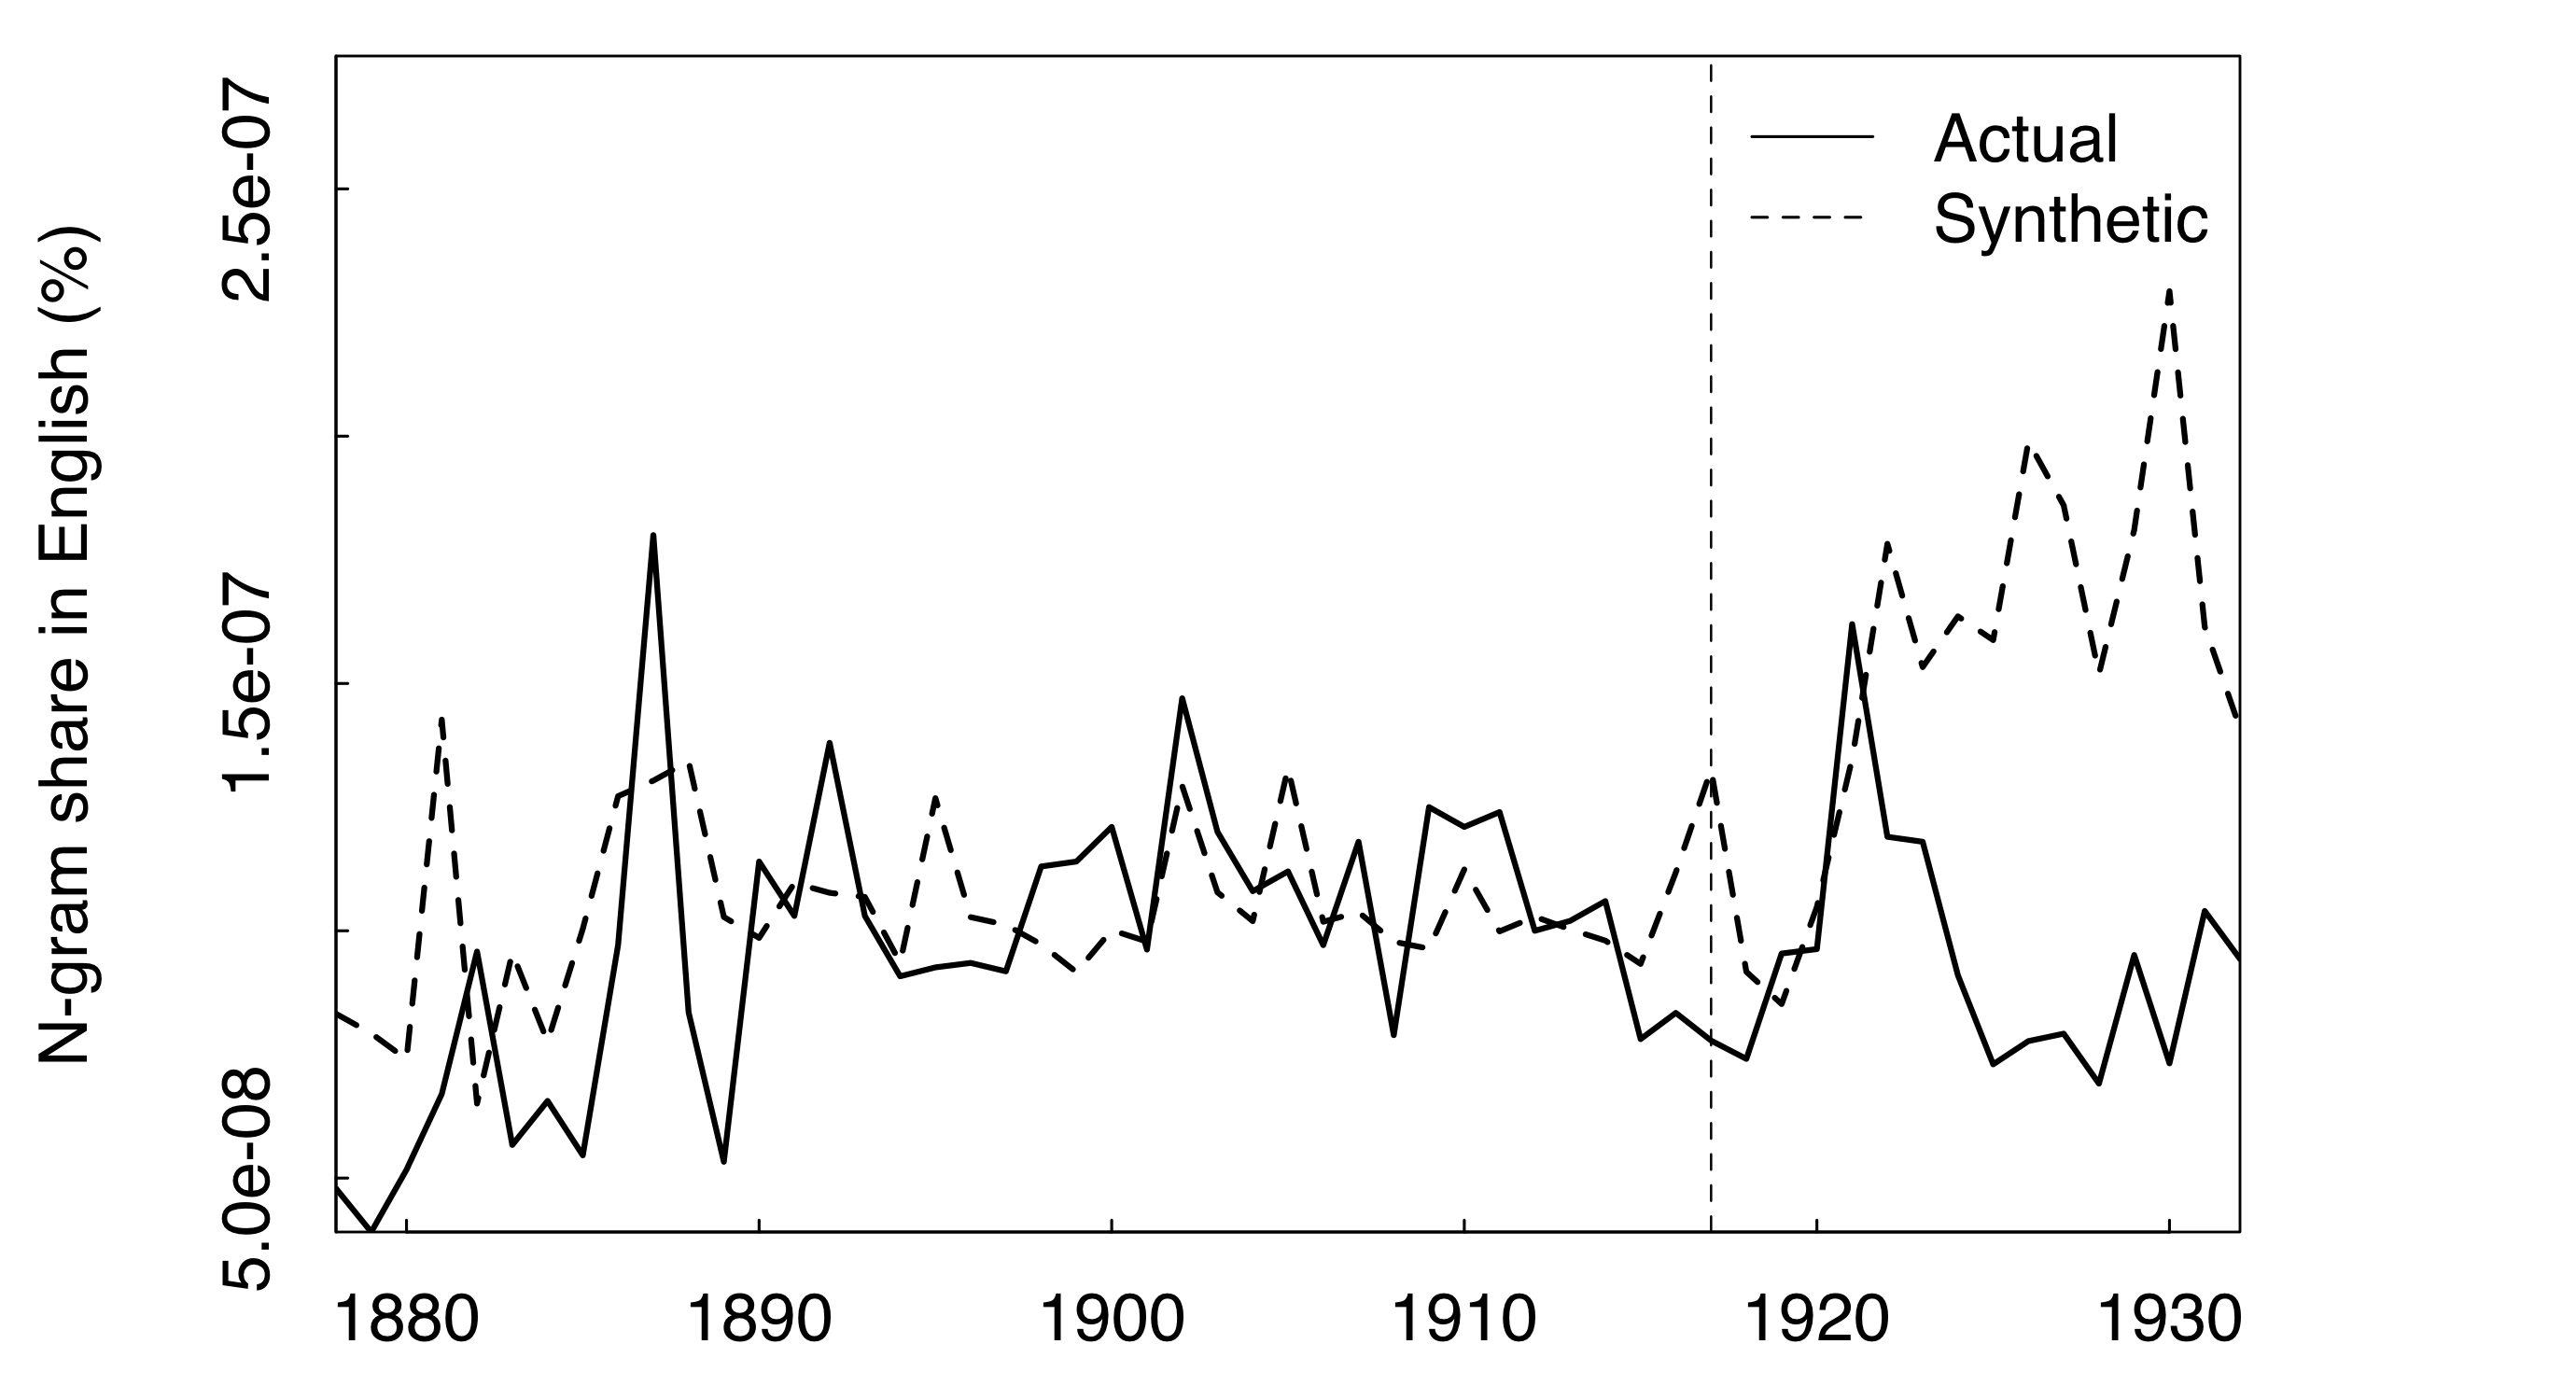 N-gram share in English (%)
2.5e-07
1.5e-07
5.0e-08
Actual
Synthetic
1880 1890 1900 1910 1920 1930